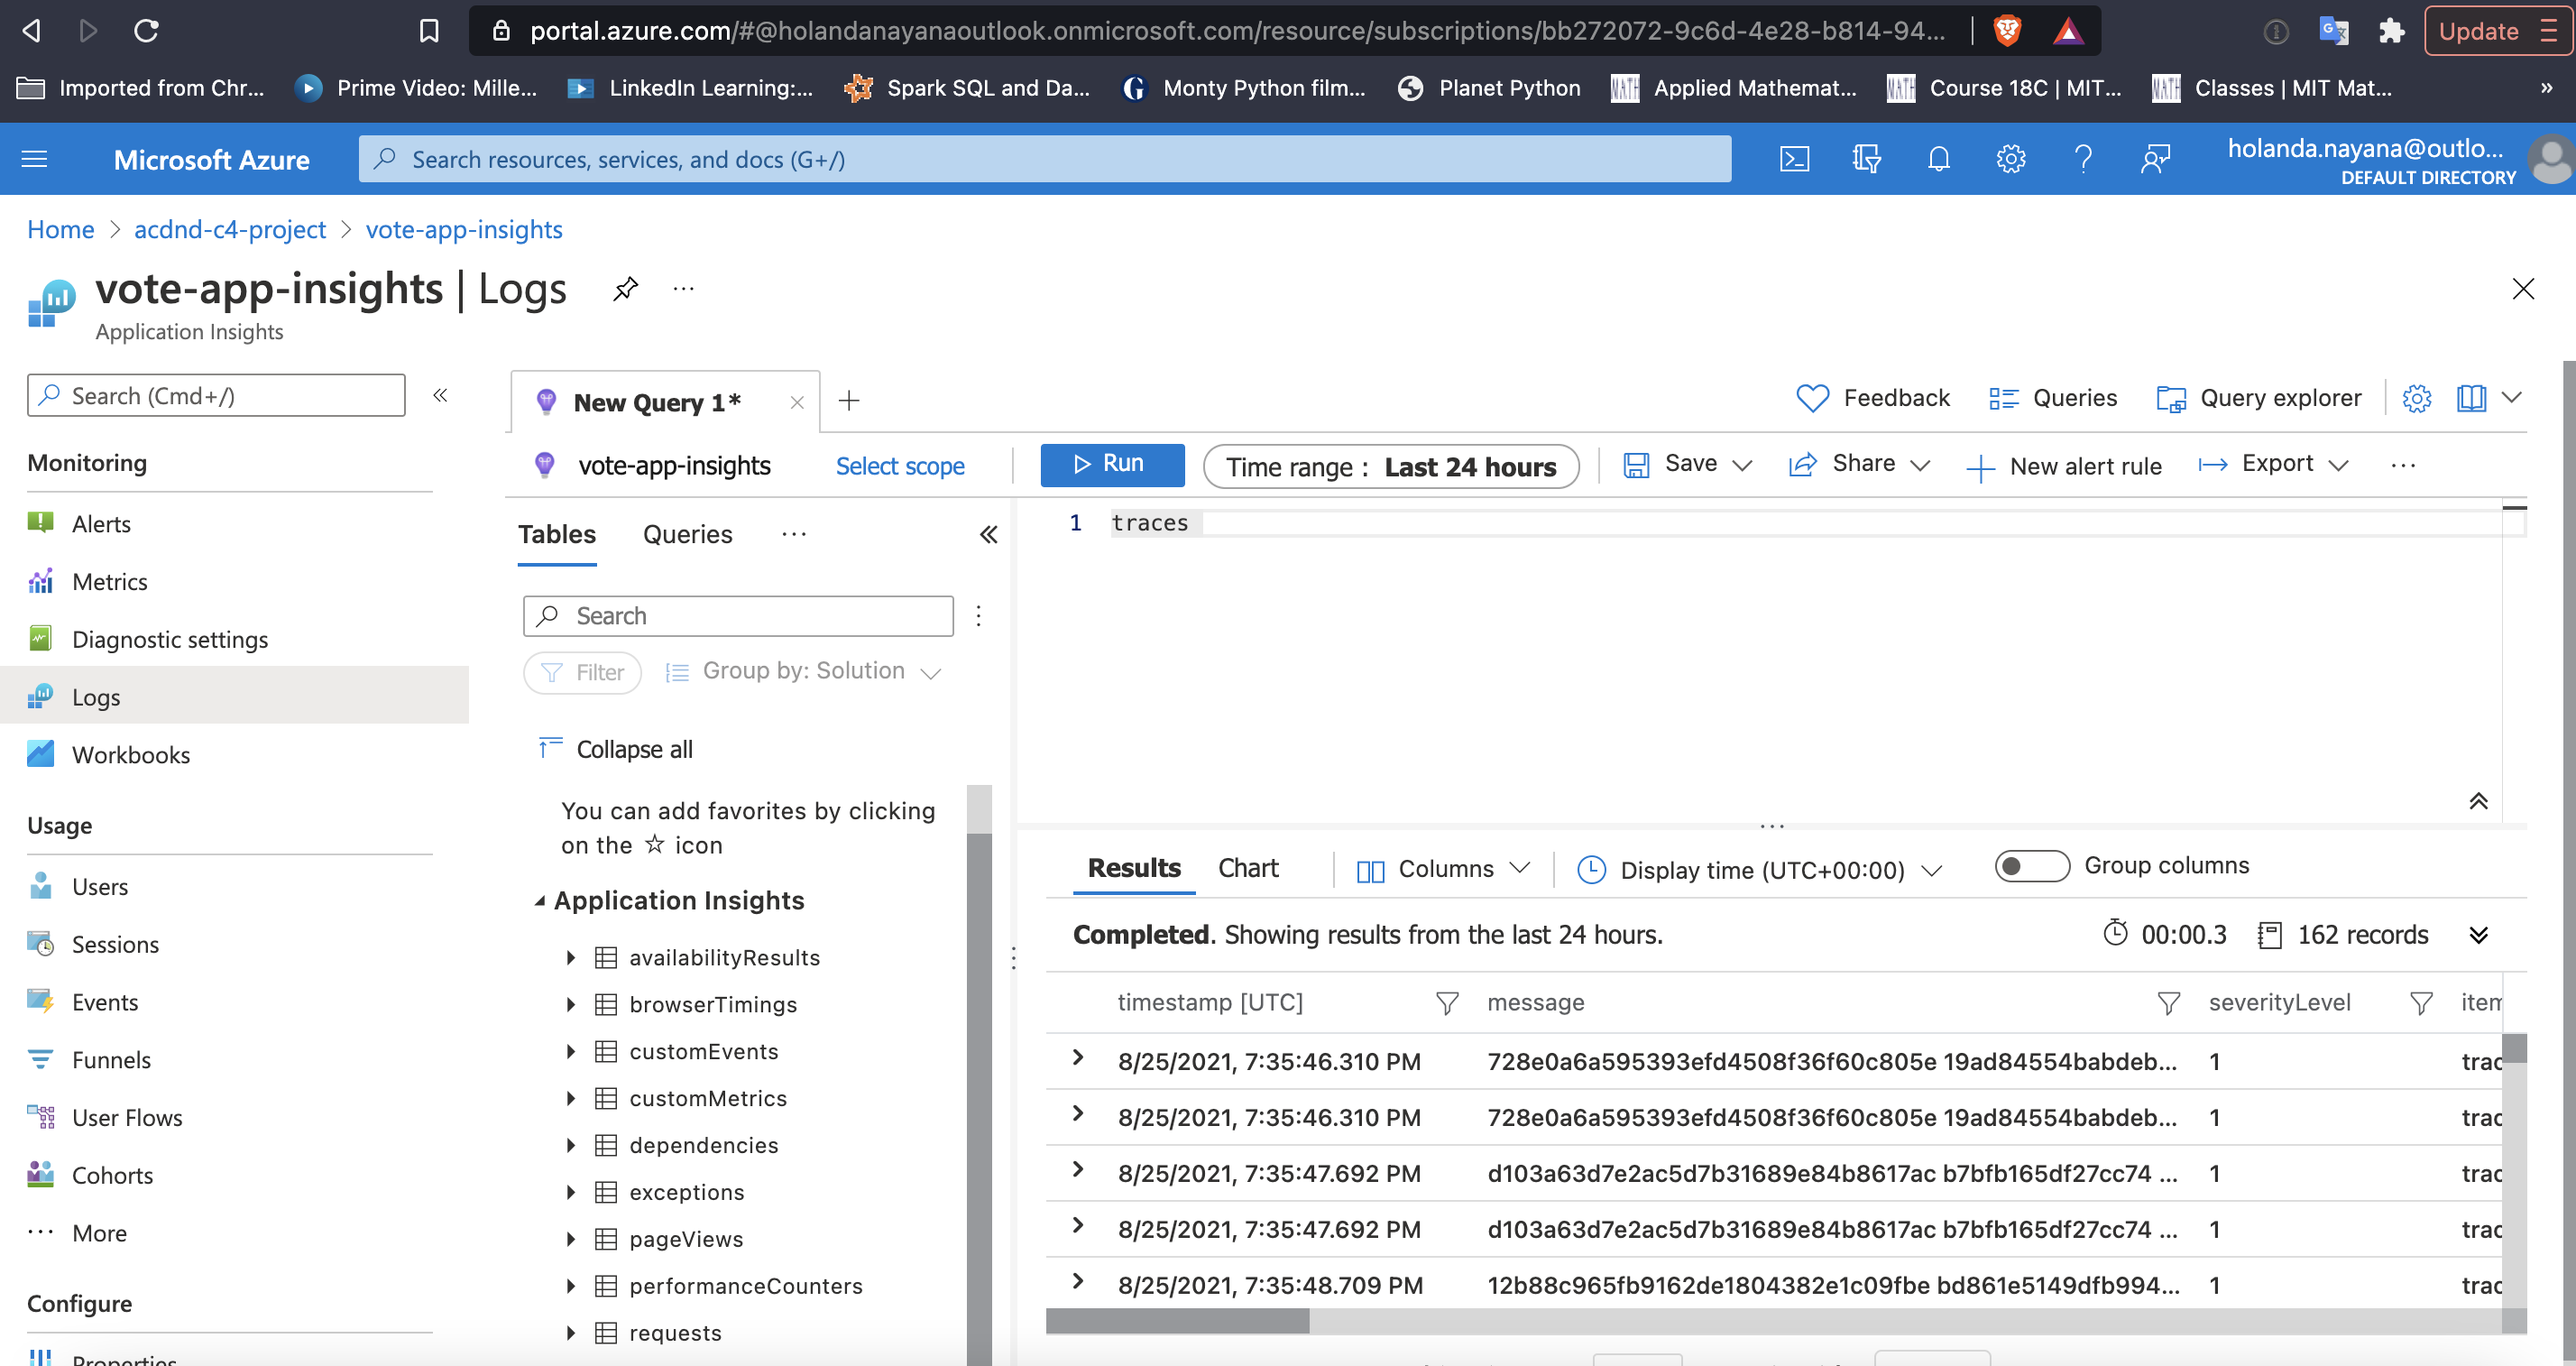 portal.azure.com/#@holandanayanaoutlook.onmicrosoft.com/resource/subscriptions/bb272072-9c6d-4e28-b814-94...
Update
Imported from Chr...
Prime Video: Mille...
LinkedIn Learning:...
Spark SQL and Da...
Monty Python film...
Planet Python
Applied Mathemat...
Course 18C | MIT...
Classes | MIT Mat...
»
Microsoft Azure
Search resources, services, and docs (G+/)
holanda.nayana@outlo...
DEFAULT DIRECTORY
Home > acdnd-c4-project > vote-app-insights
vote-app-insights | Logs
Application Insights
Search (Cmd+/)
Monitoring
Alerts
Metrics
Diagnostic settings
Logs
Workbooks
Usage
Users
Sessions
Events
Funnels
User Flows
Cohorts
More
Configure
Properties
New Query 1*
Feedback
Queries
Query explorer
vote-app-insights
Select scope
Run
Time range : Last 24 hours
Save
Share
New alert rule
Export
Tables
Queries
Search
Filter
Group by: Solution
Collapse all
You can add favorites by clicking
on the ☆ icon
Application Insights
availabilityResults
browserTimings
customEvents
customMetrics
dependencies
exceptions
pageViews
performanceCounters
requests
1 traces
Results
Chart
Columns
Display time (UTC+00:00)
Group columns
Completed. Showing results from the last 24 hours.
00:00.3
162 records
timestamp [UTC] message severityLevel item
8/25/2021, 7:35:46.310 PM 728e0a6a595393efd4508f36f60c805e 19ad84554babdeb... 1 trac
8/25/2021, 7:35:46.310 PM 728e0a6a595393efd4508f36f60c805e 19ad84554babdeb... 1 trac
8/25/2021, 7:35:47.692 PM d103a63d7e2ac5d7b31689e84b8617ac b7bfb165df27cc74 ... 1 trac
8/25/2021, 7:35:47.692 PM d103a63d7e2ac5d7b31689e84b8617ac b7bfb165df27cc74 ... 1 trac
8/25/2021, 7:35:48.709 PM 12b88c965fb9162de1804382e1c09fbe bd861e5149dfb994... 1 trac